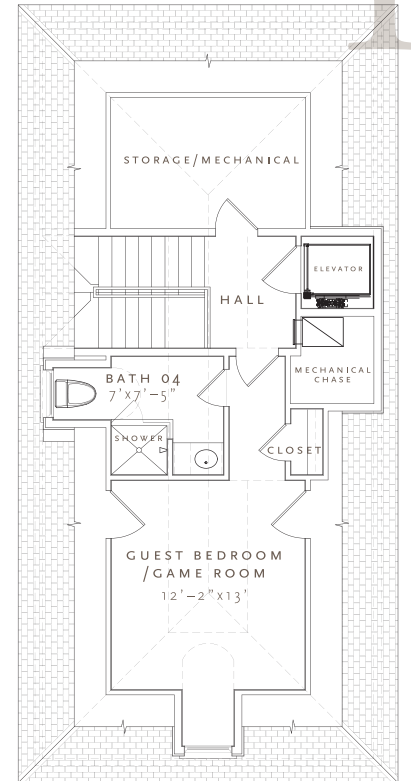 STORAGE/MECHANICAL
ELEVATOR
HALL
MECHANICAL
CHASE
BATH 04
7'x7'–5"
SHOWER
CLOSET
GUEST BEDROOM
/GAME ROOM
12'–2"x13'